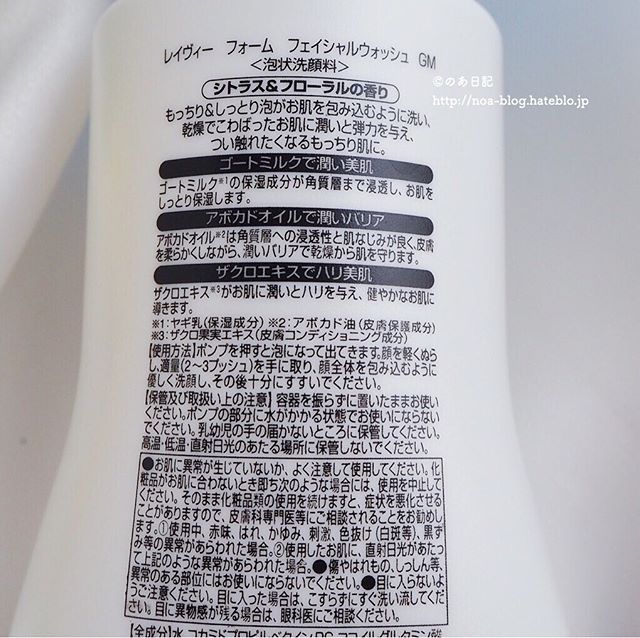 レイヴィー フォーム フェイシャルウォッシュ GM
＜泡状洗顔料＞
©のあ日記
http://noa-blog.hateblo.jp
シトラス&フローラルの香り
もっちり&しっとり泡がお肌を包み込むように洗い、
乾燥でこわばったお肌に潤いと弾力を与え、
つい触れたくなるもっちり肌に。
ゴートミルクで潤い美肌
ゴートミルク※1の保湿成分が角質層まで浸透し、お肌を
しっとり保湿します。
アボカドオイルで潤いバリア
アボカドオイル※2は角質層への浸透性と肌なじみが良く、皮膚
を柔らかくしながら、潤いバリアで乾燥から肌を守ります。
ザクロエキスでハリ美肌
ザクロエキス※3がお肌に潤いとハリを与え、健やかなお肌に
導きます。
※1：ヤギ乳(保湿成分) ※2：アボカド油(皮膚保護成分)
※3：ザクロ果実エキス(皮膚コンディショニング成分)
【使用方法】ポンプを押すと泡になって出てきます。顔を軽くぬら
し、適量(2〜3プッシュ)を手に取り、顔全体を包み込むように
優しく洗顔し、その後十分にすすいでください。
【保管及び取扱い上の注意】容器を振らずに置いたままお使い
ください。ポンプの部分に水がかかる状態でお使いにならない
でください。乳幼児の手の届かないところに保管してください。
高温・低温・直射日光のあたる場所に保管しないでください。
●お肌に異常が生じていないか、よく注意して使用してください。化
粧品がお肌に合わないとき即ち次のような場合には、使用を中止して
ください。そのまま化粧品類の使用を続けますと、症状を悪化させる
ことがありますので、皮膚科専門医等にご相談されることをお勧めし
ます。①使用中、赤味、はれ、かゆみ、刺激、色抜け(白斑等)、黒ず
み等の異常があらわれた場合。②使用したお肌に、直射日光があたっ
て上記のような異常があらわれた場合。●傷やはれもの、しっしん等、
異常のある部位にはお使いにならないでください。●目に入らないよ
うご注意ください。目に入った場合は、こすらずにすぐ洗い流してくだ
さい。目に異物感が残る場合は、眼科医にご相談ください。
【全成分】水、コカミドプロピルベタイン、BG、ココイルグルタミン酸